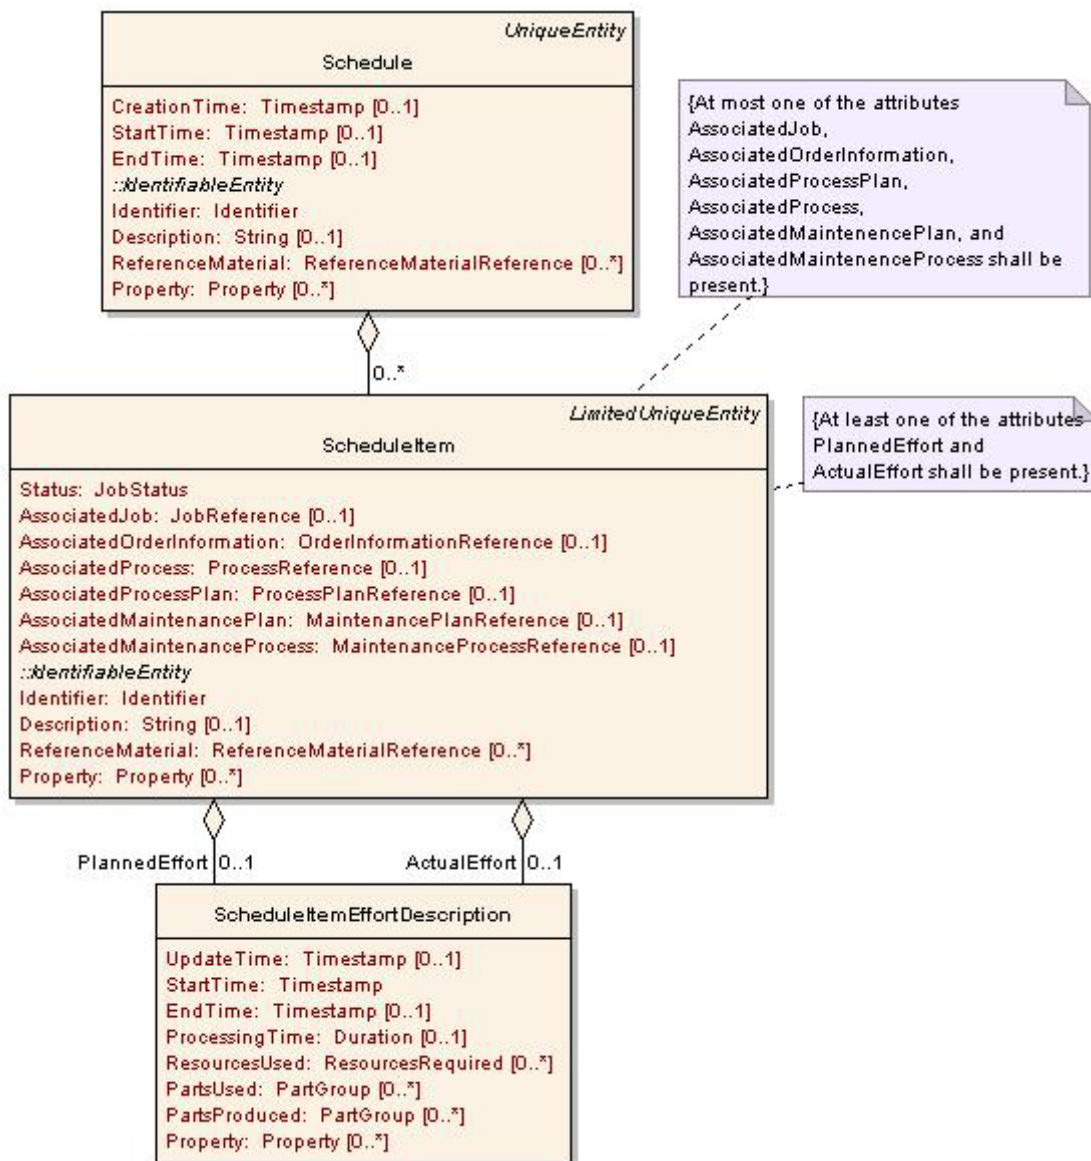 UniqueEntity
Schedule
CreationTime: Timestamp [0..1]
StartTime: Timestamp [0..1]
EndTime: Timestamp [0..1]
::IdentifiableEntity
Identifier: Identifier
Description: String [0..1]
ReferenceMaterial: ReferenceMaterialReference [0..*]
Property: Property [0..*]
{At most one of the attributes
AssociatedJob,
AssociatedOrderInformation,
AssociatedProcessPlan,
AssociatedProcess,
AssociatedMaintenencePlan, and
AssociatedMaintenenceProcess shall be
present.}
0..*
LimitedUniqueEntity
ScheduleItem
Status: JobStatus
AssociatedJob: JobReference [0..1]
AssociatedOrderInformation: OrderInformationReference [0..1]
AssociatedProcess: ProcessReference [0..1]
AssociatedProcessPlan: ProcessPlanReference [0..1]
AssociatedMaintenancePlan: MaintenancePlanReference [0..1]
AssociatedMaintenanceProcess: MaintenanceProcessReference [0..1]
::IdentifiableEntity
Identifier: Identifier
Description: String [0..1]
ReferenceMaterial: ReferenceMaterialReference [0..*]
Property: Property [0..*]
{At least one of the attributes
PlannedEffort and
ActualEffort shall be present.}
PlannedEffort 0..1
ActualEffort 0..1
ScheduleItemEffortDescription
UpdateTime: Timestamp [0..1]
StartTime: Timestamp
EndTime: Timestamp [0..1]
ProcessingTime: Duration [0..1]
ResourcesUsed: ResourcesRequired [0..*]
PartsUsed: PartGroup [0..*]
PartsProduced: PartGroup [0..*]
Property: Property [0..*]